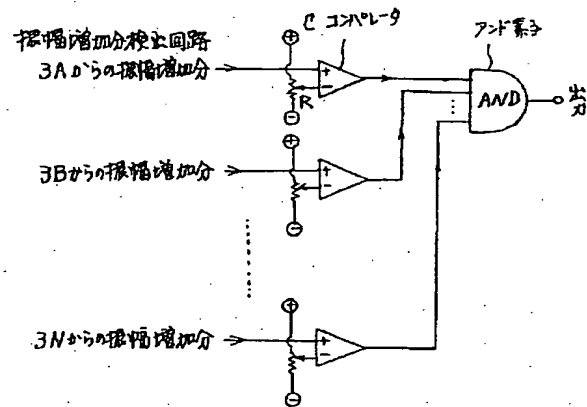 振幅増加分検出回路
3Aからの振幅増加分
C コンパレータ
アンド素子
R
AND
出力
3Bからの振幅増加分
3Nからの振幅増加分